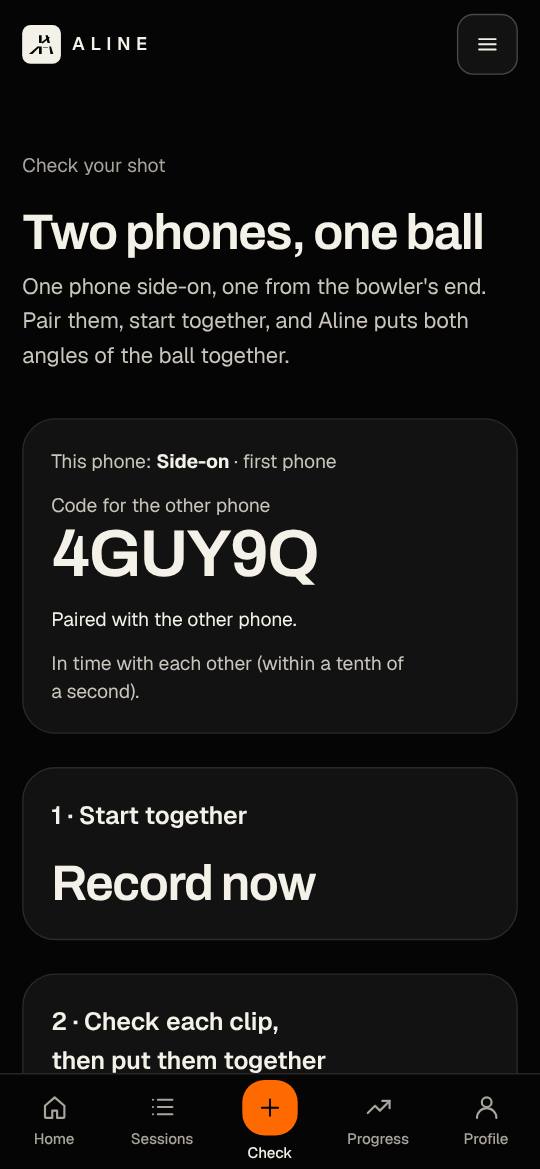 ALINE
Check your shot
Two phones, one ball
One phone side-on, one from the bowler's end.
Pair them, start together, and Aline puts both
angles of the ball together.
This phone: Side-on · first phone
Code for the other phone
4GUY9Q
Paired with the other phone.
In time with each other (within a tenth of
a second).
1 · Start together
Record now
2 · Check each clip,
then put them together
Home
Sessions
Check
Progress
Profile